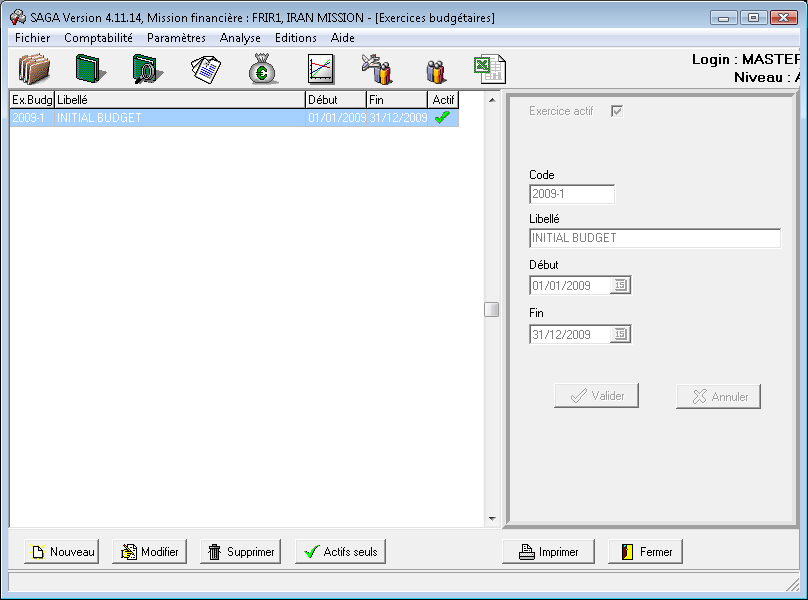 SAGA Version 4.11.14, Mission financière : FRIR1, IRAN MISSION - [Exercices budgétaires]
Fichier Comptabilité Paramètres Analyse Editions Aide
Login : MASTER
Niveau : A
Ex.Budg Libellé Début Fin Actif
2009-1 INITIAL BUDGET 01/01/2009 31/12/2009
Exercice actif
Code
2009-1
Libellé
INITIAL BUDGET
Début
01/01/2009 15
Fin
31/12/2009 15
Valider Annuler
Nouveau Modifier Supprimer Actifs seuls Imprimer Fermer